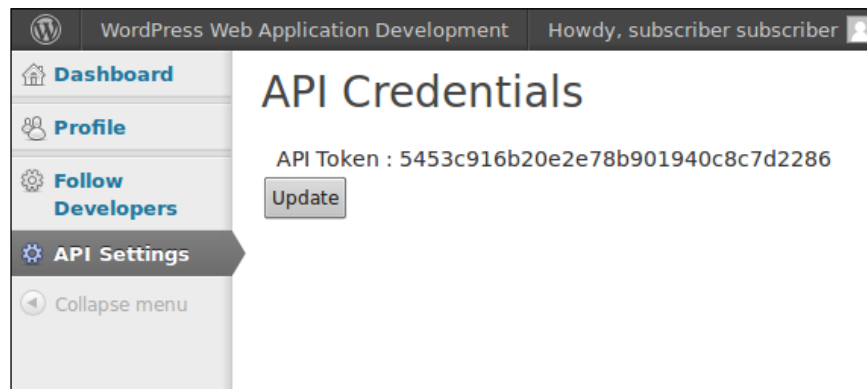 WordPress Web Application Development
Howdy, subscriber subscriber
Dashboard
Profile
Follow
Developers
API Settings
Collapse menu
API Credentials
API Token : 5453c916b20e2e78b901940c8c7d2286
Update